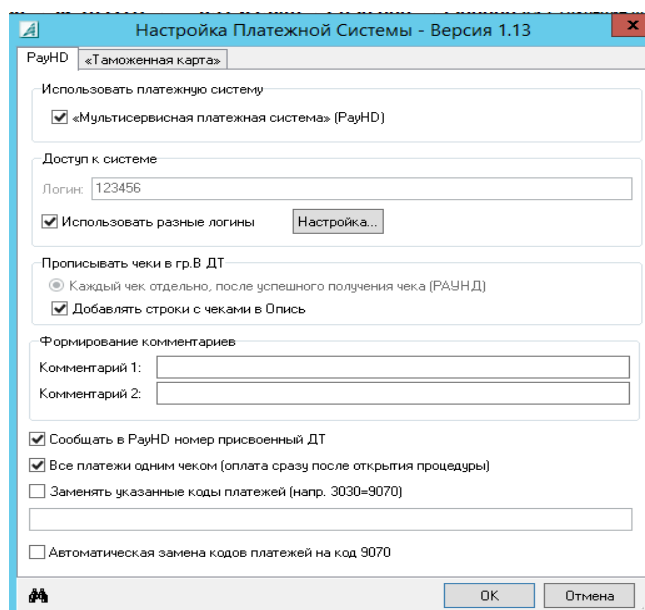 Настройка Платежной Системы - Версия 1.13
PayHD «Таможенная карта»
Использовать платежную систему
«Мультисервисная платежная система» (PayHD)
Доступ к системе
Логин: 123456
Использовать разные логины Настройка...
Прописывать чеки в гр.В ДТ
Каждый чек отдельно, после успешного получения чека (РАУНД)
Добавлять строки с чеками в Опись
Формирование комментариев
Комментарий 1:
Комментарий 2:
Сообщать в PayHD номер присвоенный ДТ
Все платежи одним чеком (оплата сразу после открытия процедуры)
Заменять указанные коды платежей (напр. 3030=9070)
Автоматическая замена кодов платежей на код 9070
OK Отмена